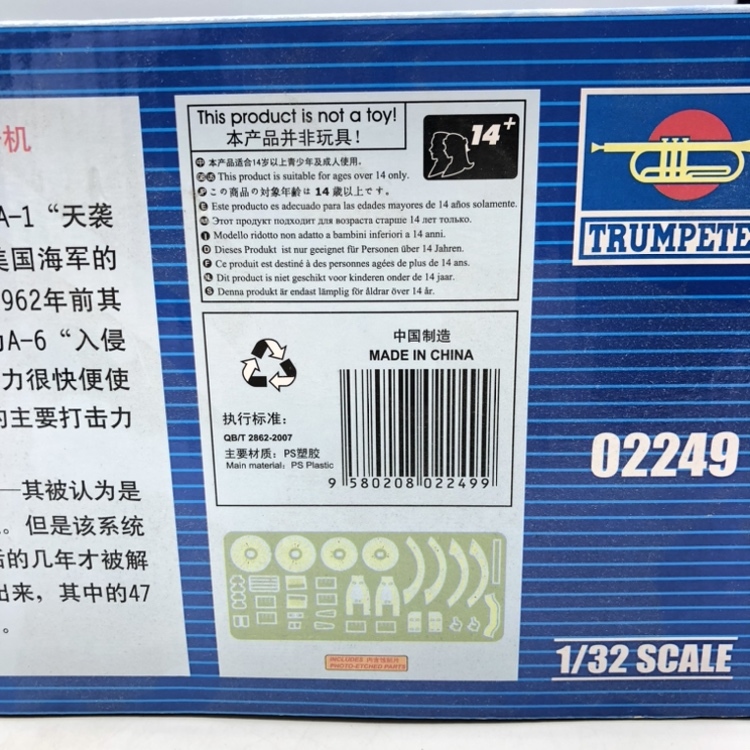 机
A-1“天袭
美国海军的
962年前其
A-6“入侵
力很快便使
的主要打击力
—其被认为是
。但是该系统
后的几年才被解
出来，其中的47
。
This product is not a toy!
本产品并非玩具!
14+
本产品适合14岁以上青少年及成人使用。
This product is suitable for ages over 14 only.
この商品の対象年齢は 14 歳以上です。
Este producto es adecuado para las edades mayores de 14 años solamente.
Этот продукт подходит для возраста старше 14 лет только.
Modello ridotto non adatto a bambini inferiori a 14 anni.
Dieses Produkt ist nur geeignet für Personen über 14 Jahren.
Ce produit est destiné à des personnes agées de plus de 14 ans.
Dit product is niet geschikt voor kinderen onder de 14 jaar.
Denna produkt är endast lämplig för åldrar över 14 år.
中国制造
MADE IN CHINA
执行标准:
QB/T 2862-2007
主要材质: PS塑胶
Main material: PS Plastic
9 580208 022499
INCLUDES 内含蚀刻片
PHOTO-ETCHED PARTS
TRUMPETE
02249
1/32 SCALE